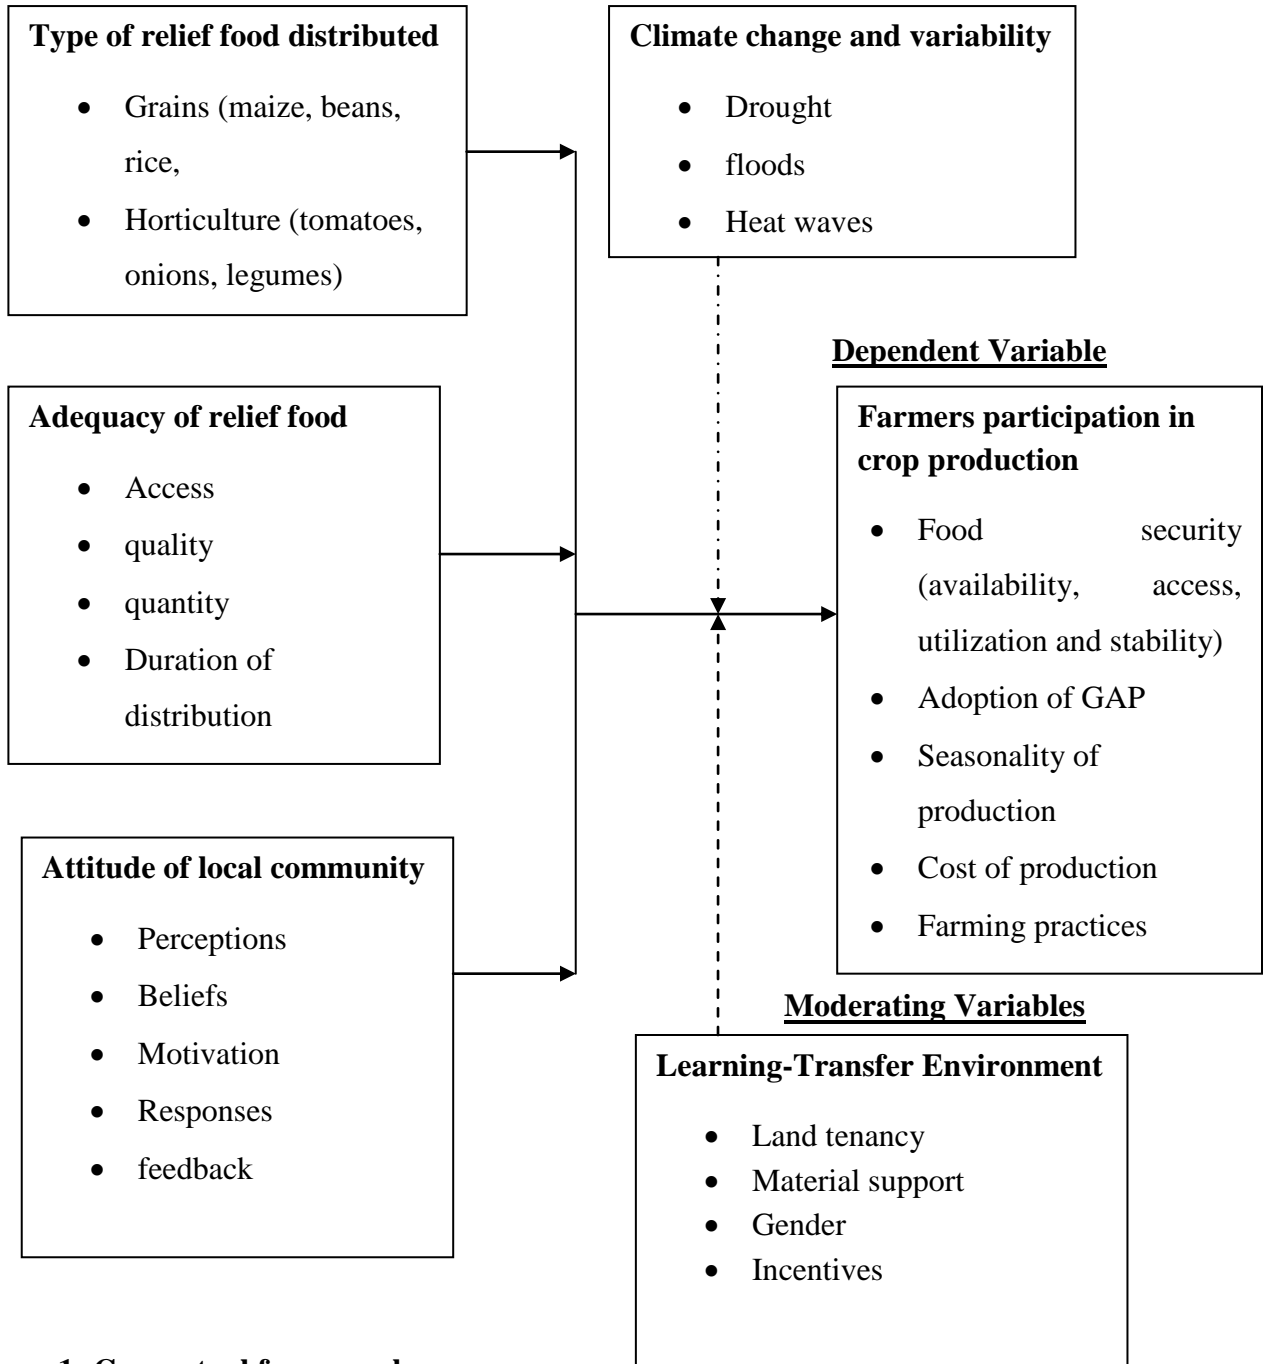 Type of relief food distributed
• Grains (maize, beans,
rice,
• Horticulture (tomatoes,
onions, legumes)
Climate change and variability
• Drought
• floods
• Heat waves
Adequacy of relief food
• Access
• quality
• quantity
• Duration of
distribution
Dependent Variable
Farmers participation in
crop production
• Food security
(availability, access,
utilization and stability)
• Adoption of GAP
• Seasonality of
production
• Cost of production
• Farming practices
Attitude of local community
• Perceptions
• Beliefs
• Motivation
• Responses
• feedback
Moderating Variables
Learning-Transfer Environment
• Land tenancy
• Material support
• Gender
• Incentives